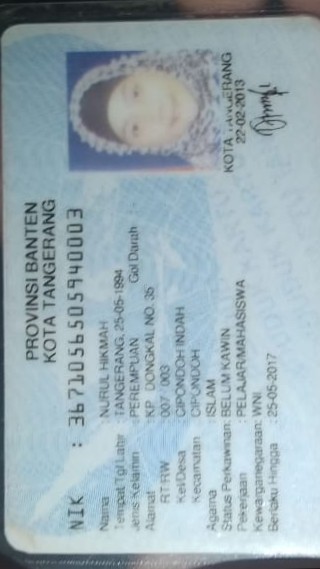 PROVINSI BANTEN
KOTA TANGERANG
NIK : 3671056505940003
Nama : NURUL HIKMAH
Tempat/Tgl Lahir : TANGERANG, 25-05-1994
Jenis Kelamin : PEREMPUAN Gol Darah :
Alamat : KP DONGKAL NO. 35
RT/RW : 007 003
Kel/Desa : CIPONDOH INDAH
Kecamatan : CIPONDOH
Agama : ISLAM
Status Perkawinan: BELUM KAWIN
Pekerjaan : PELAJAR/MAHASISWA
Kewarganegaraan: WNI
Berlaku Hingga : 25-05-2017
KOTA TANGERANG
22-02-2013